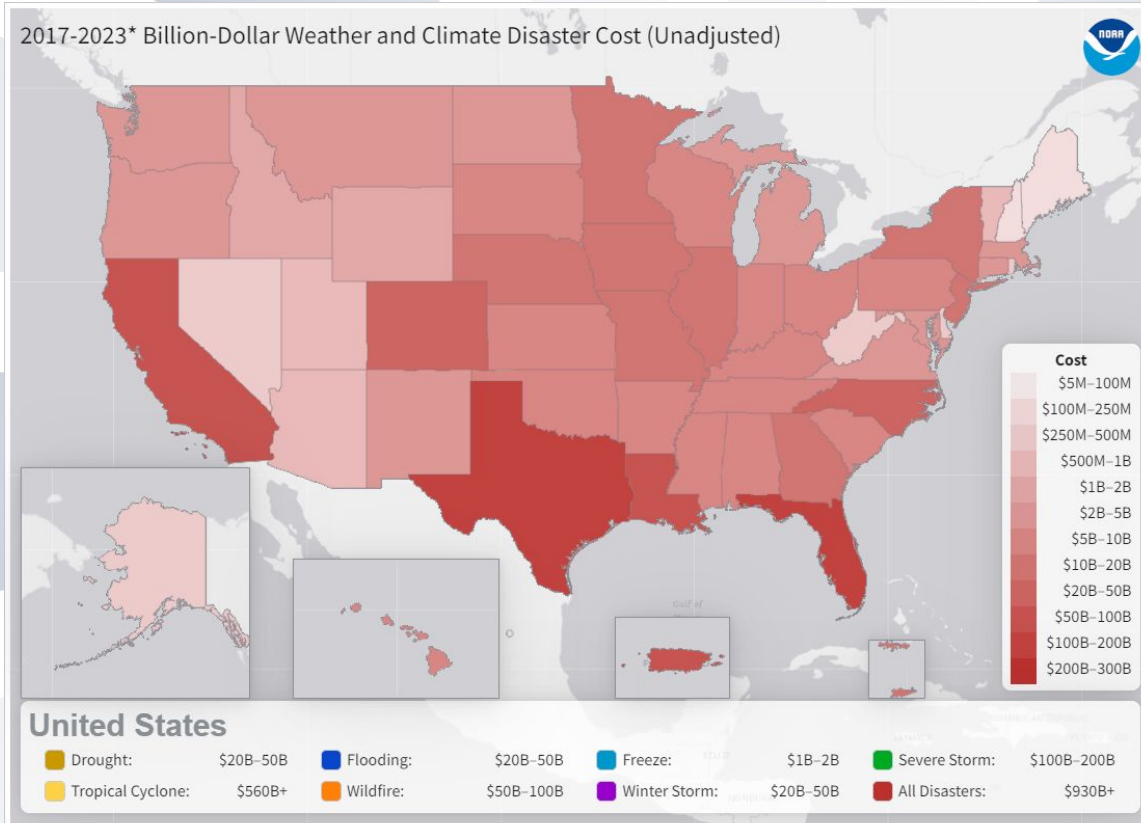 2017-2023* Billion-Dollar Weather and Climate Disaster Cost (Unadjusted)
NOAA
Cost
$5M–100M
$100M–250M
$250M–500M
$500M–1B
$1B–2B
$2B–5B
$5B–10B
$10B–20B
$20B–50B
$50B–100B
$100B–200B
$200B–300B
Gulf of
United States
Drought: $20B–50B Flooding: $20B–50B Freeze: $1B–2B Severe Storm: $100B–200B
Tropical Cyclone: $560B+ Wildfire: $50B–100B Winter Storm: $20B–50B All Disasters: $930B+